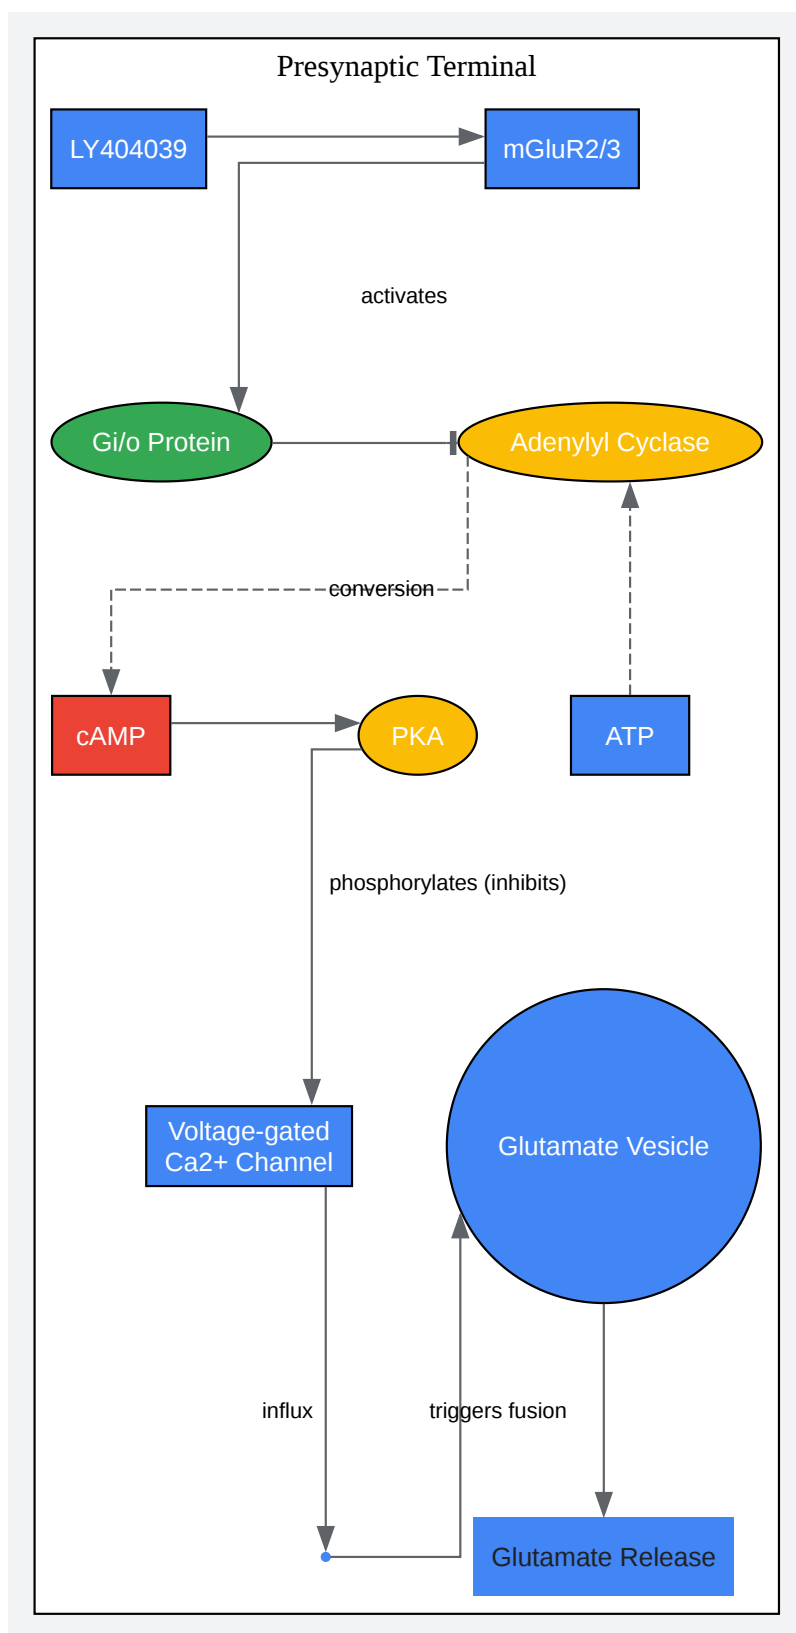 Presynaptic Terminal
LY404039
mGluR2/3
activates
Gi/o Protein
Adenylyl Cyclase
conversion
cAMP
PKA
ATP
phosphorylates (inhibits)
Voltage-gated
Ca2+ Channel
Glutamate Vesicle
influx
triggers fusion
Glutamate Release